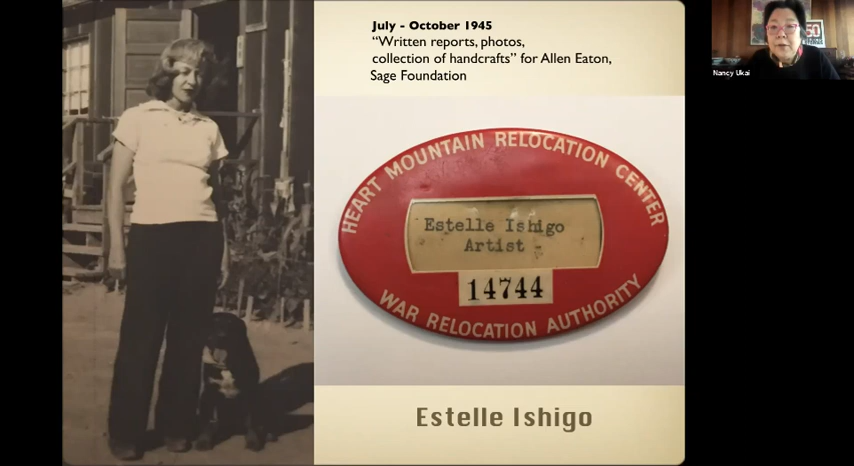 July - October 1945
“Written reports, photos,
collection of handcrafts” for Allen Eaton,
Sage Foundation
HEART MOUNTAIN RELOCATION CENTER
Estelle Ishigo
Artist -
14744
WAR RELOCATION AUTHORITY
Estelle Ishigo
Nancy Ukai
50